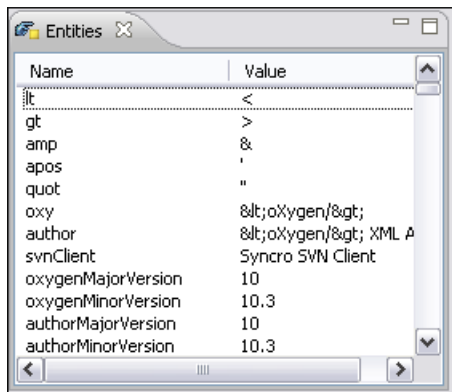 Entities
Name Value
lt <
gt >
amp &
apos '
quot "
oxy &lt;oXygen/&gt;
author &lt;oXygen/&gt; XML A
svnClient Syncro SVN Client
oxygenMajorVersion 10
oxygenMinorVersion 10.3
authorMajorVersion 10
authorMinorVersion 10.3